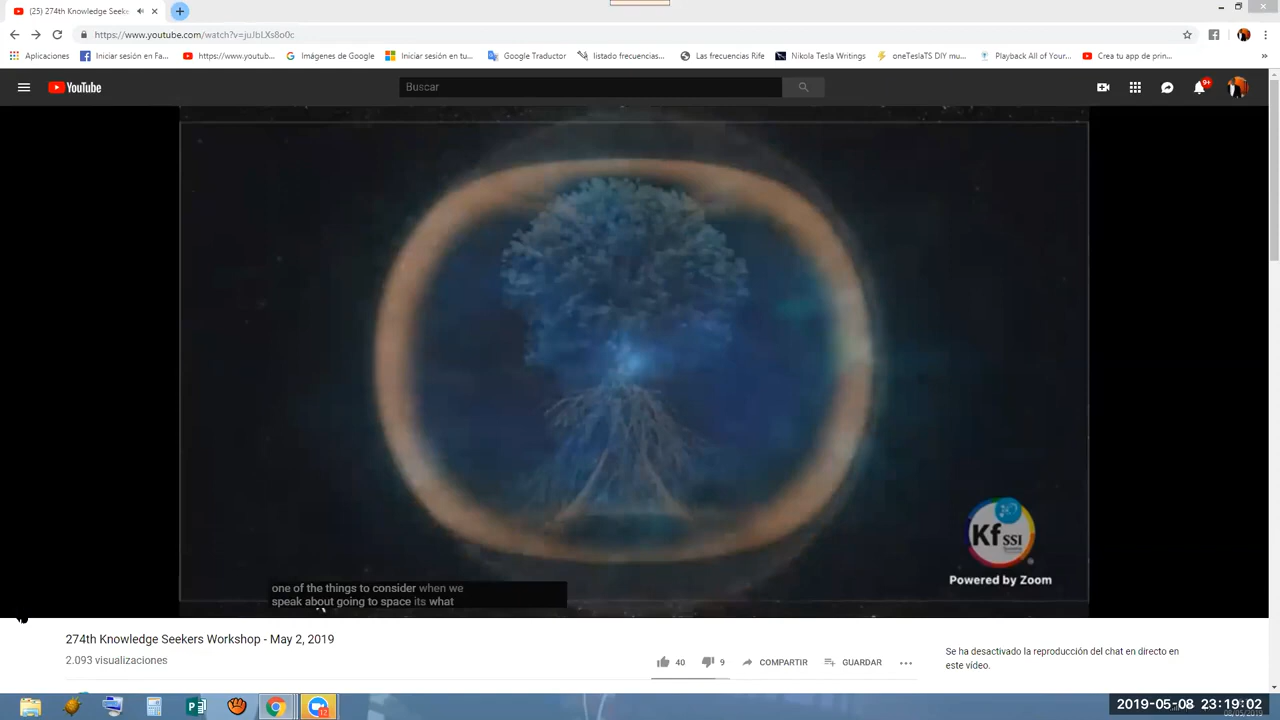 (25) 274th Knowledge Seeke
https://www.youtube.com/watch?v=juJbLXs8o0c
Aplicaciones
Iniciar sesión en Fa...
https://www.youtub...
Imágenes de Google
Iniciar sesión en tu...
Google Traductor
listado frecuencias...
Las frecuencias Rife
Nikola Tesla Writings
oneTeslaTS DIY mu...
Playback All of Your...
Crea tu app de prin...
»
YouTube
Buscar
9+
Kf SSI
Powered by Zoom
one of the things to consider when we
speak about going to space its what
274th Knowledge Seekers Workshop - May 2, 2019
2.093 visualizaciones
40
9
COMPARTIR
GUARDAR
Se ha desactivado la reproducción del chat en directo en
este vídeo.
2019-05-08 23:19:02
08/05/2019